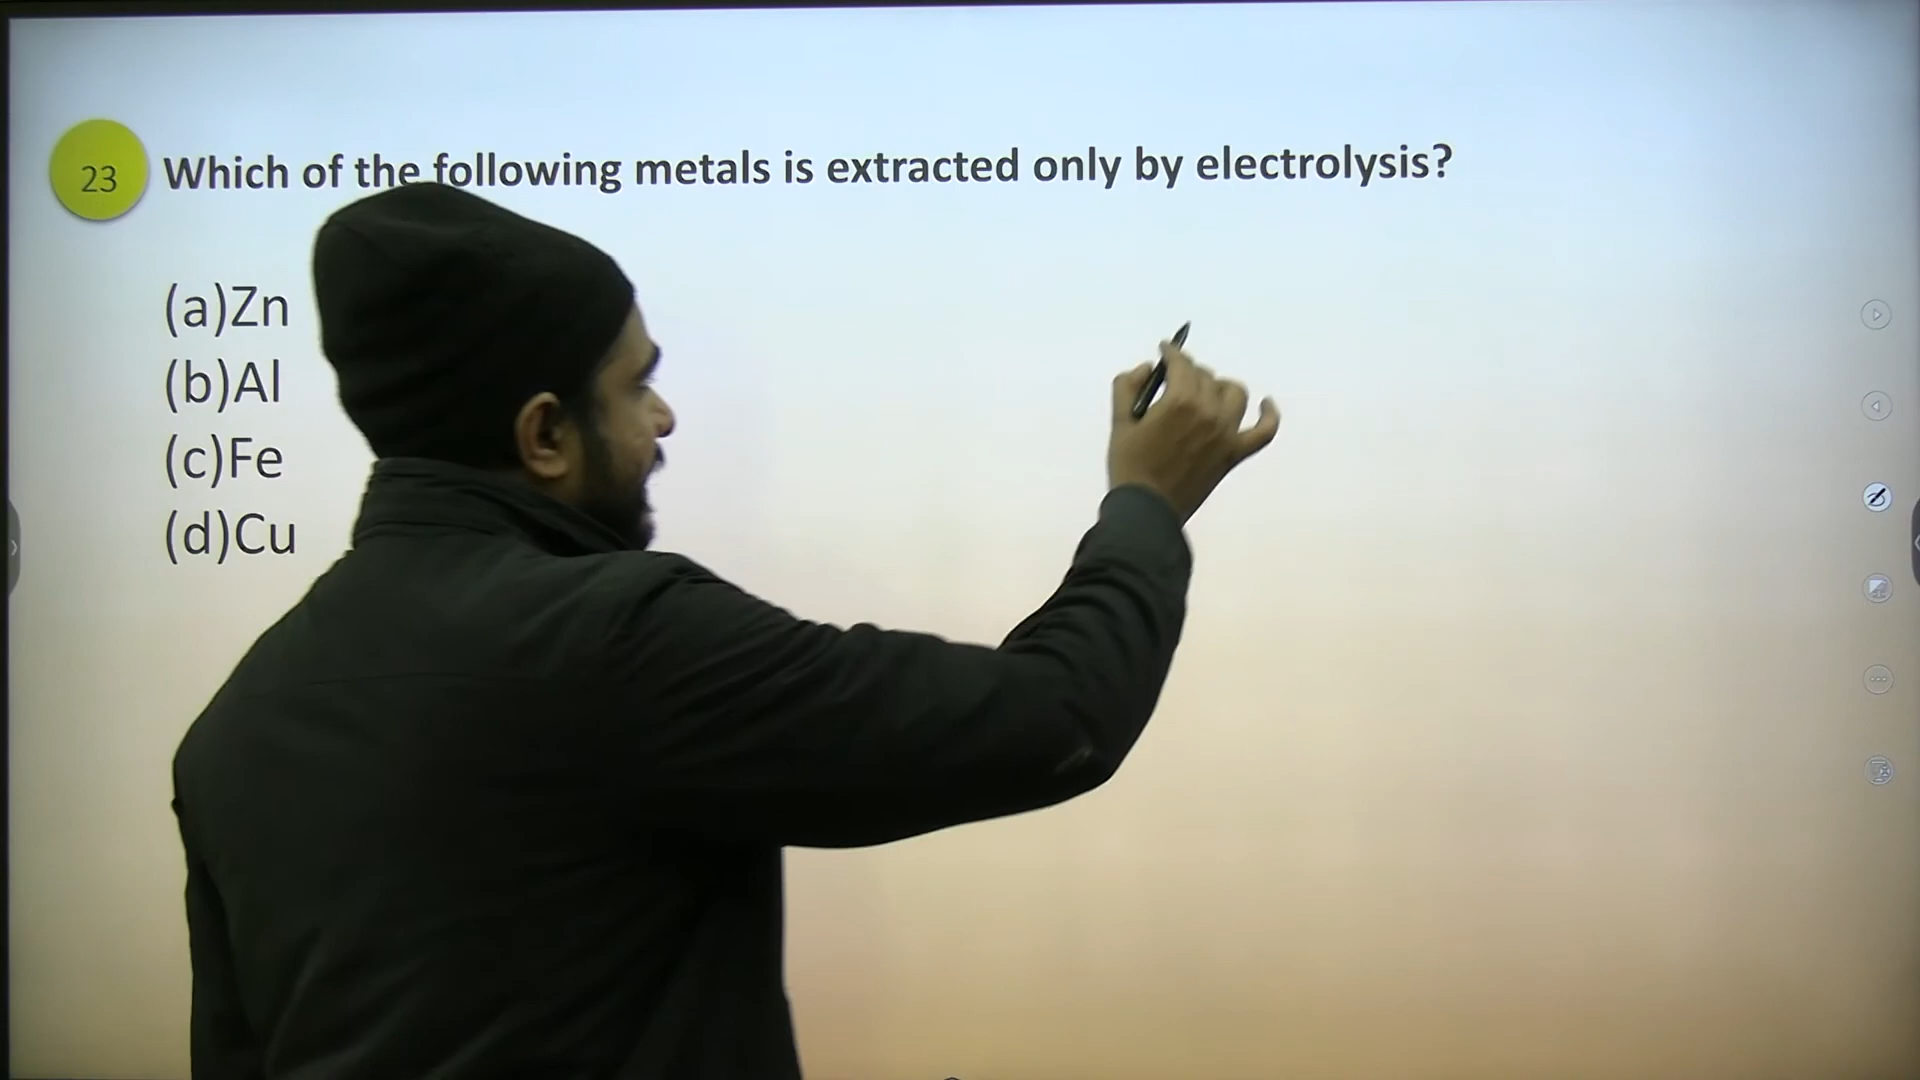 23 Which of the following metals is extracted only by electrolysis?
(a)Zn
(b)Al
(c)Fe
(d)Cu